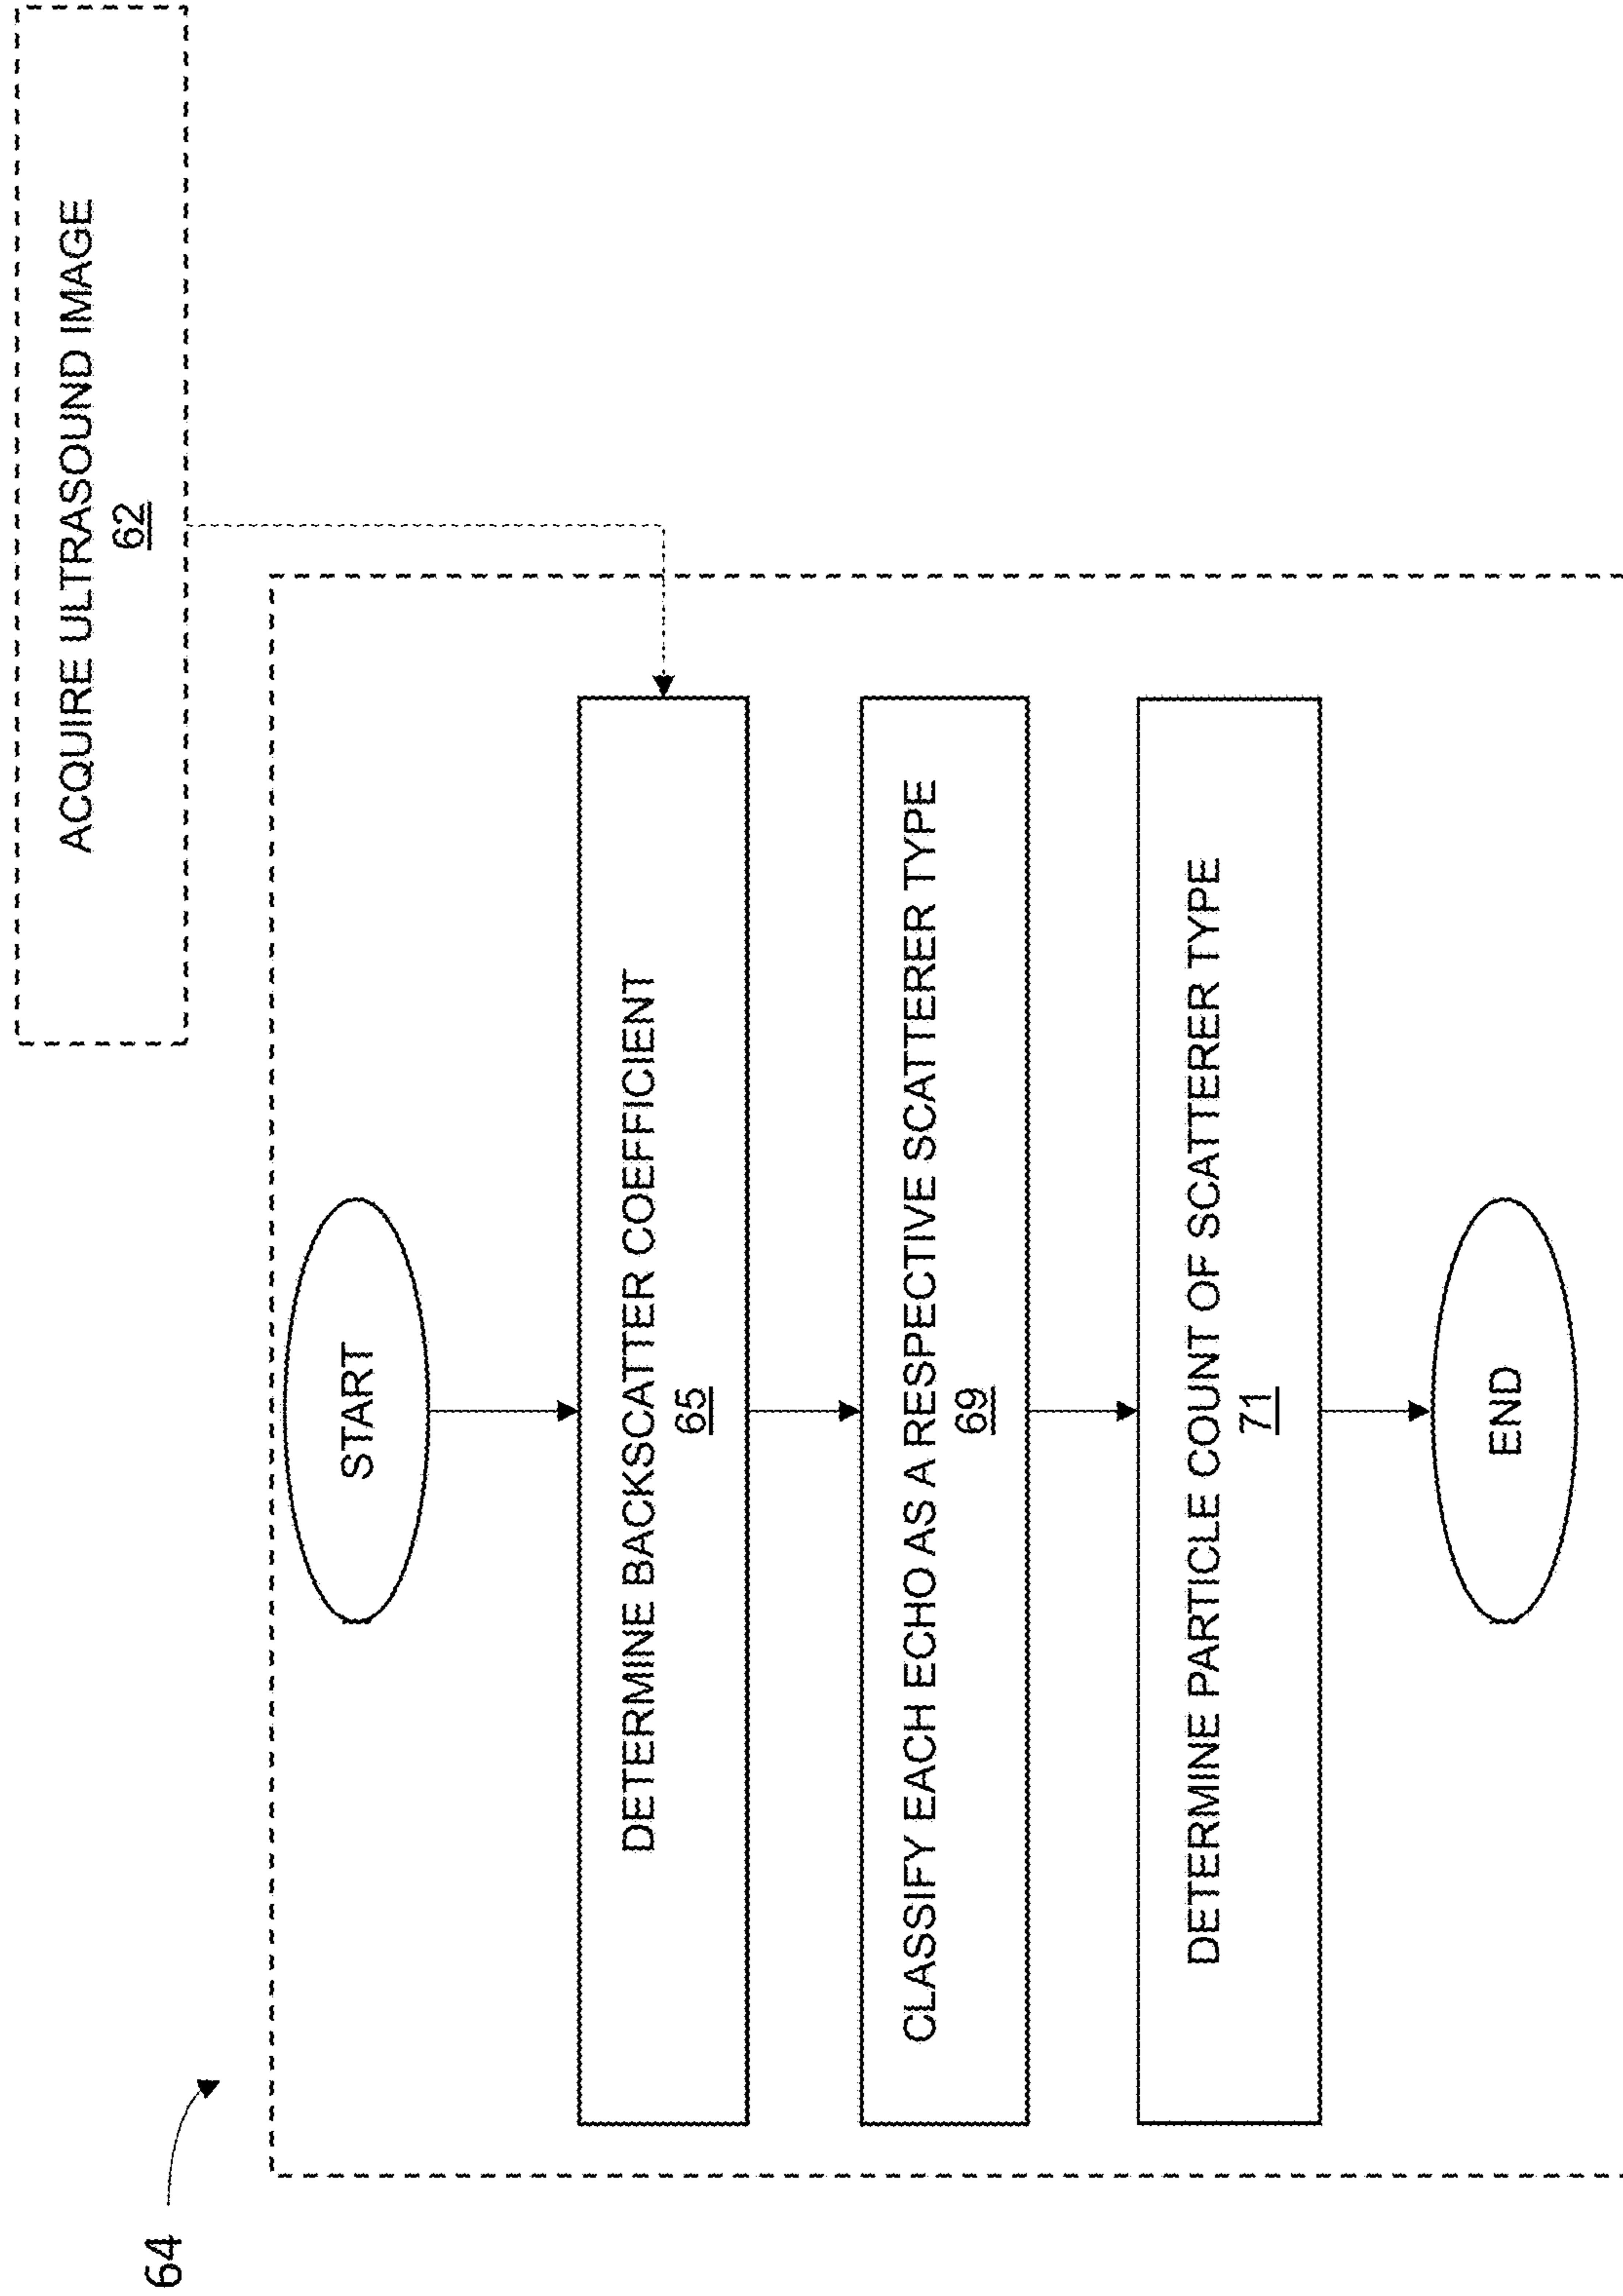 64
ACQUIRE ULTRASOUND IMAGE
62
START
DETERMINE BACKSCATTER COEFFICIENT
65
CLASSIFY EACH ECHO AS A RESPECTIVE SCATTERER TYPE
69
DETERMINE PARTICLE COUNT OF SCATTERER TYPE
71
END